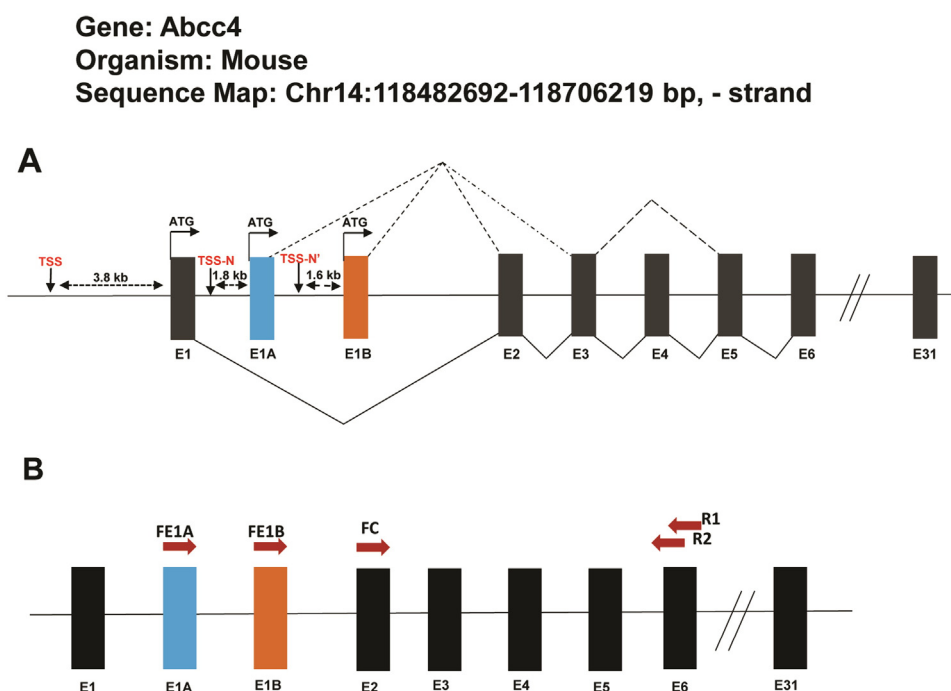 Gene: Abcc4
Organism: Mouse
Sequence Map: Chr14:118482692-118706219 bp, - strand
A
ATG ATG ATG
TSS TSS-N TSS-N'
3.8 kb 1.8 kb 1.6 kb
E1 E1A E1B E2 E3 E4 E5 E6 E31
B
FE1A FE1B FC R1
R2
E1 E1A E1B E2 E3 E4 E5 E6 E31